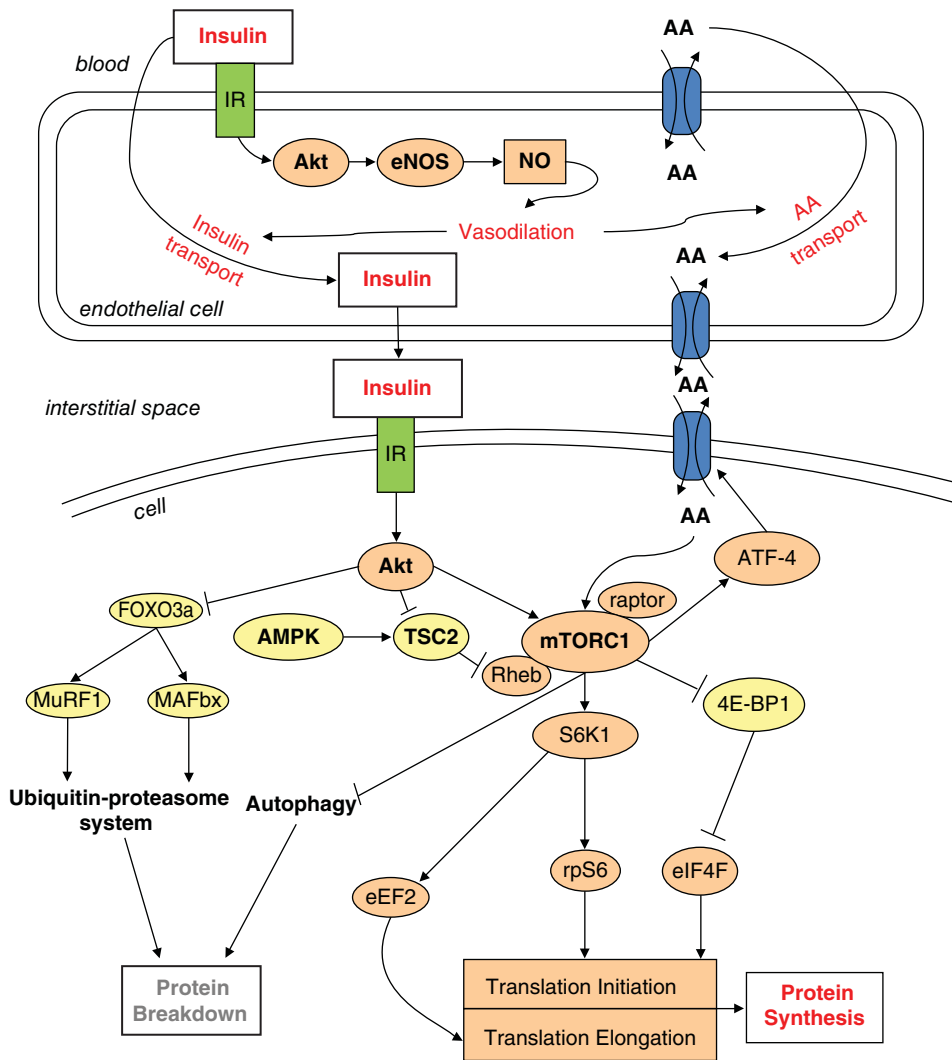 Insulin
AA
blood
IR
Akt
eNOS
NO
AA
Insulin
transport
Vasodilation
AA
transport
AA
Insulin
endothelial cell
Insulin
AA
interstitial space
IR
cell
AA
Akt
ATF-4
FOXO3a
raptor
AMPK
TSC2
mTORC1
Rheb
MuRF1
MAFbx
4E-BP1
S6K1
Ubiquitin-proteasome
system
Autophagy
eEF2
rpS6
eIF4F
Protein
Breakdown
Translation Initiation
Translation Elongation
Protein
Synthesis